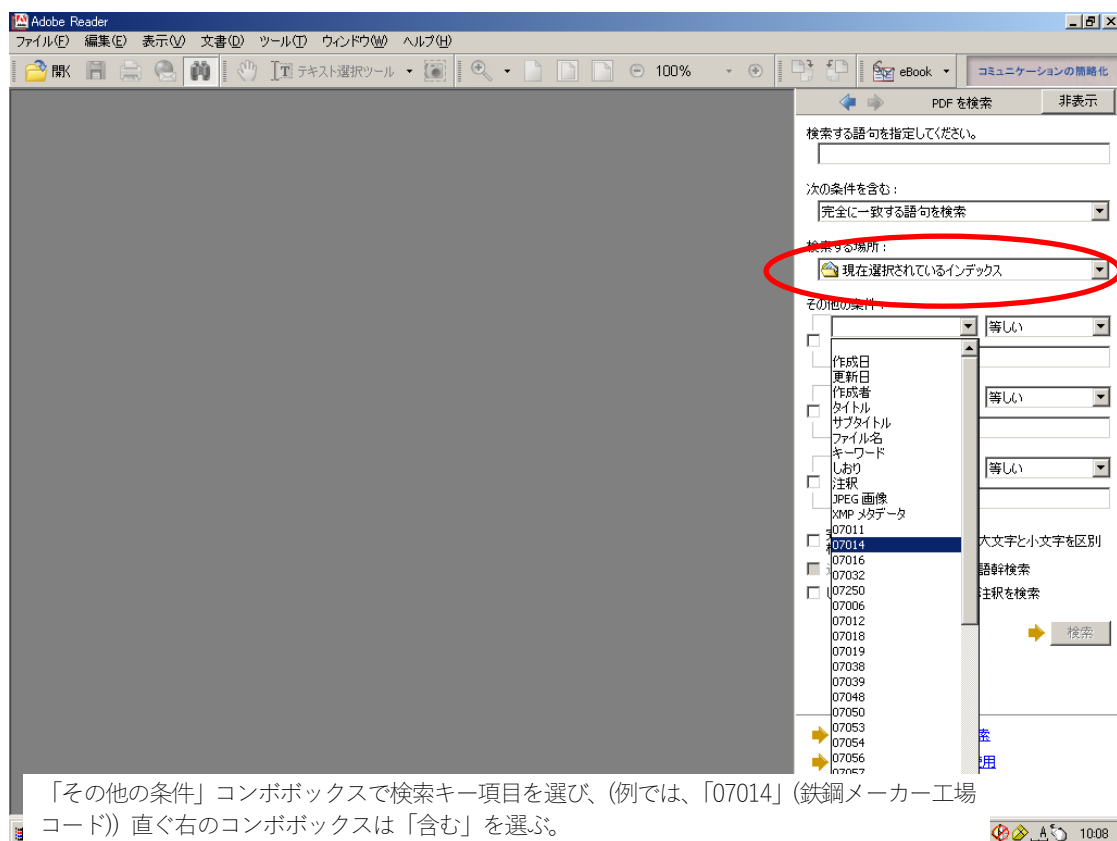 Adobe Reader
ファイル(F) 編集(E) 表示(V) 文書(D) ツール(T) ウィンドウ(W) ヘルプ(H)
開く テキスト選択ツール 100% eBook コミュニケーションの簡略化
PDF を検索 非表示
検索する語句を指定してください。
次の条件を含む :
完全に一致する語句を検索
検索する場所 :
現在選択されているインデックス
その他の条件 :
等しい
作成日
更新日
作成者 等しい
タイトル
サブタイトル
ファイル名
キーワード
しおり 等しい
注釈
JPEG 画像
XMP メタデータ
07011
07014 大文字と小文字を区別
07016
07032 語幹検索
07250 注釈を検索
07006
07012
07018 検索
07019
07038
07039
07048
07050
07053
07054 索
07056 用
07057
「その他の条件」コンボボックスで検索キー項目を選び、(例では、「07014」(鉄鋼メーカー工場
コード)) 直ぐ右のコンボボックスは「含む」を選ぶ。
A 10:08